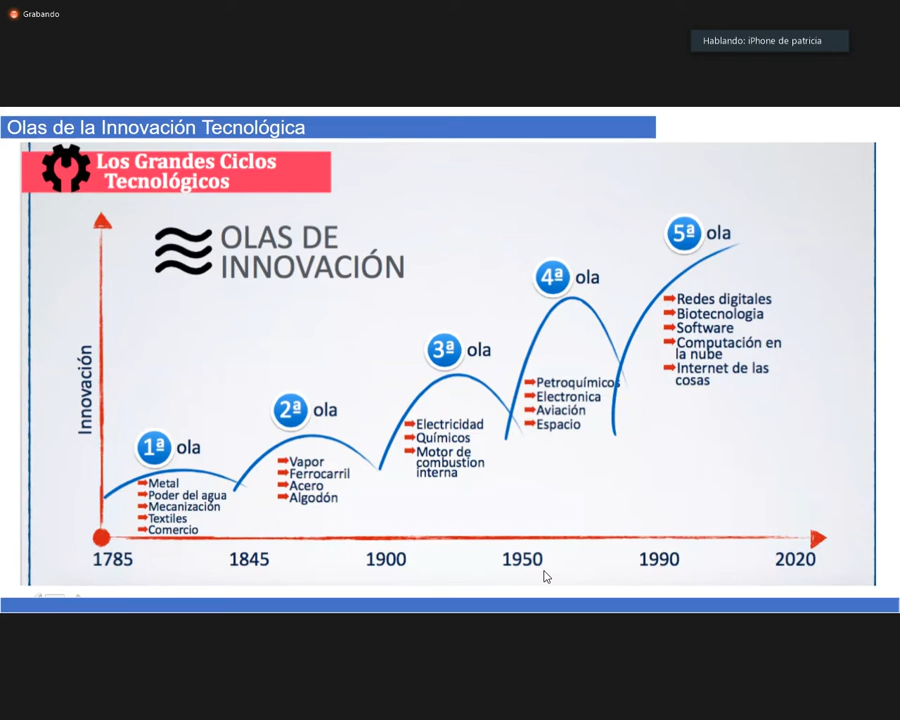 Grabando
Hablando: iPhone de patricia
Olas de la Innovación Tecnológica
Los Grandes Ciclos
Tecnológicos
OLAS DE
INNOVACIÓN
Innovación
1ª ola
Metal
Poder del agua
Mecanización
Textiles
Comercio
2ª ola
Vapor
Ferrocarril
Acero
Algodón
3ª ola
Electricidad
Químicos
Motor de
combustion
interna
4ª ola
Petroquímicos
Electronica
Aviación
Espacio
5ª ola
Redes digitales
Biotecnologia
Software
Computación en
la nube
Internet de las
cosas
1785 1845 1900 1950 1990 2020